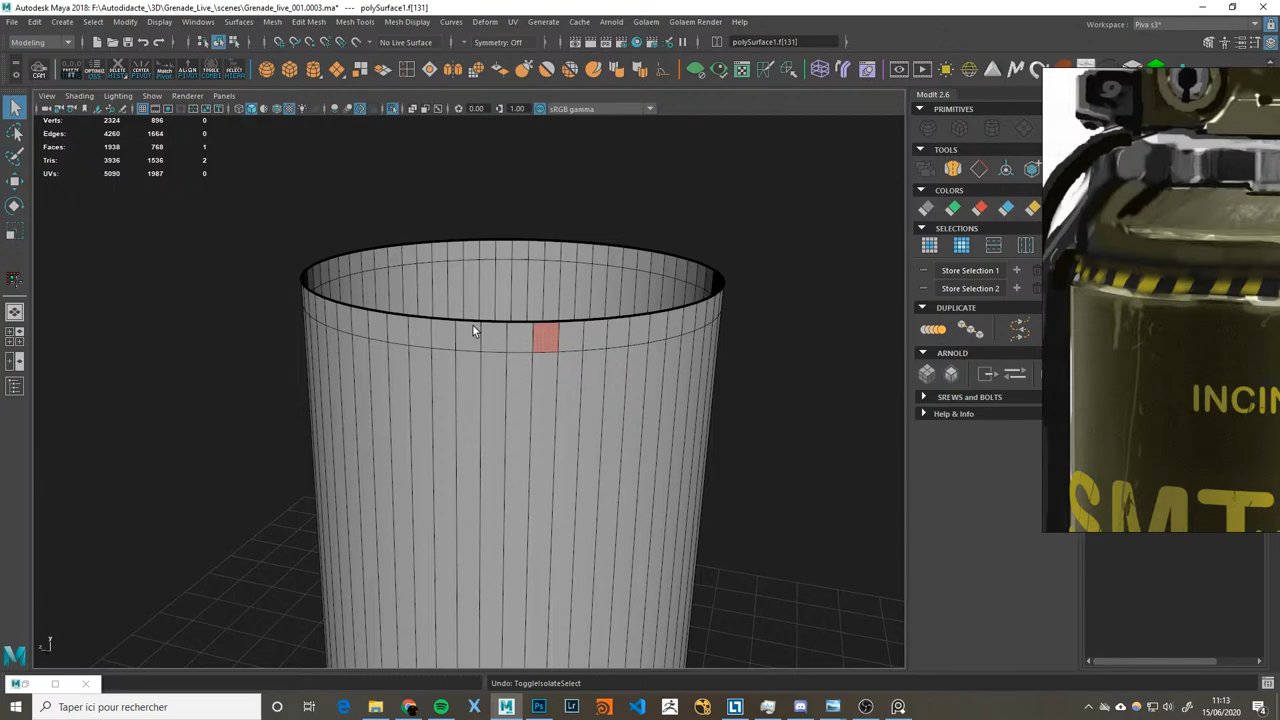 Autodesk Maya 2018: F:\Autodidacte_\3D\Grenade_Live_\scenes\Grenade_live_001.0003.ma*   ---   polySurface1.f[131]
File Edit Create Select Modify Display Windows Surfaces Mesh Edit Mesh Mesh Tools Mesh Display Curves Deform UV Generate Cache Arnold Golaem Golaem Render
Workspace : Piva s3*
Modeling No Live Surface Symmetry: Off polySurface1.f[131]
View Shading Lighting Show Renderer Panels
0.00 1.00 sRGB gamma
Verts: 2324 896 0
Edges: 4260 1664 0
Faces: 1938 768 1
Tris: 3936 1536 2
UVs: 5090 1987 0
ModIt 2.6
PRIMITIVES
TOOLS
COLORS
SELECTIONS
Store Selection 1
Store Selection 2
DUPLICATE
ARNOLD
SREWS and BOLTS
Help & Info
9
INCIN
SMT
y
z
Undo: ToggleIsolateSelect
Taper ici pour rechercher
11:13
15/06/2020